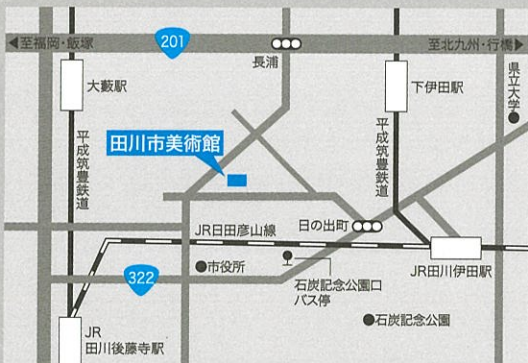 ◀至福岡・飯塚
201
至北九州・行橋▶
長浦
大藪駅
下伊田駅
県立大学
平成筑豊鉄道
平成筑豊鉄道
田川市美術館
日の出町
JR日田彦山線
JR田川伊田駅
322
●市役所
石炭記念公園口
バス停
●石炭記念公園
JR
田川後藤寺駅